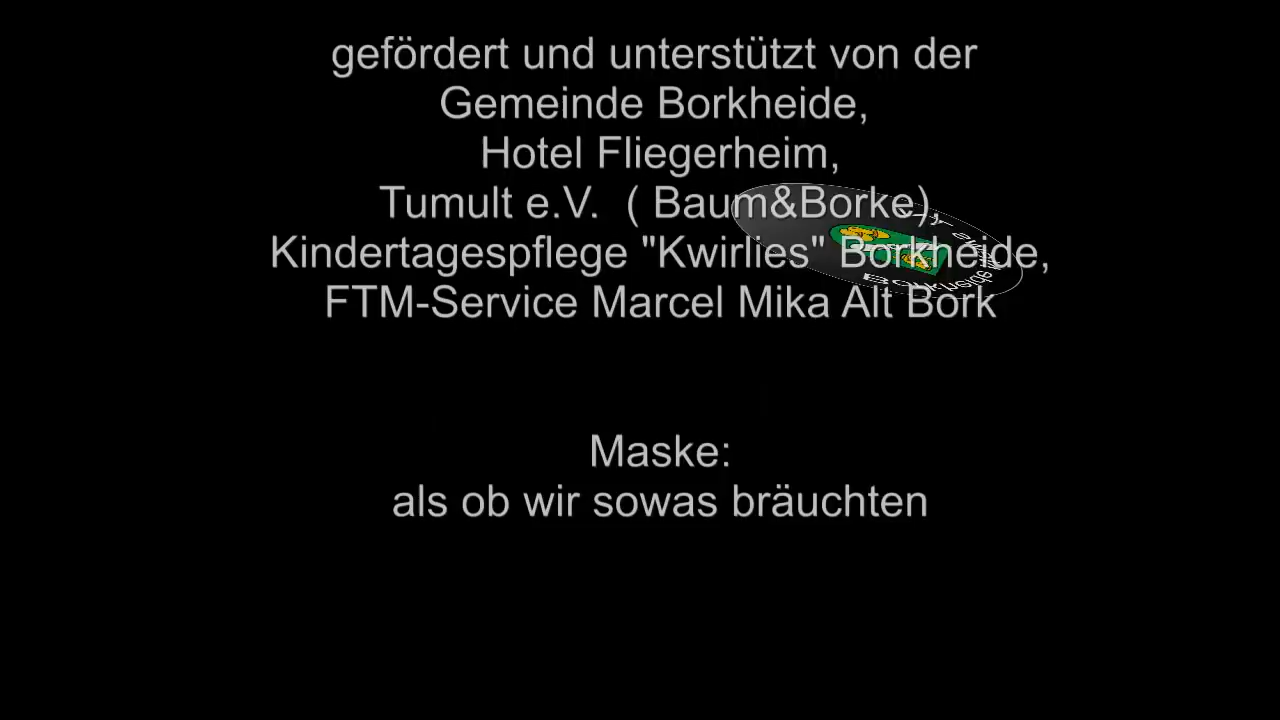 gefördert und unterstützt von der
Gemeinde Borkheide,
Hotel Fliegerheim,
Tumult e.V. ( Baum&Borke),
Kindertagespflege "Kwirlies" Borkheide,
FTM-Service Marcel Mika Alt Bork
Maske:
als ob wir sowas bräuchten
Borkheide